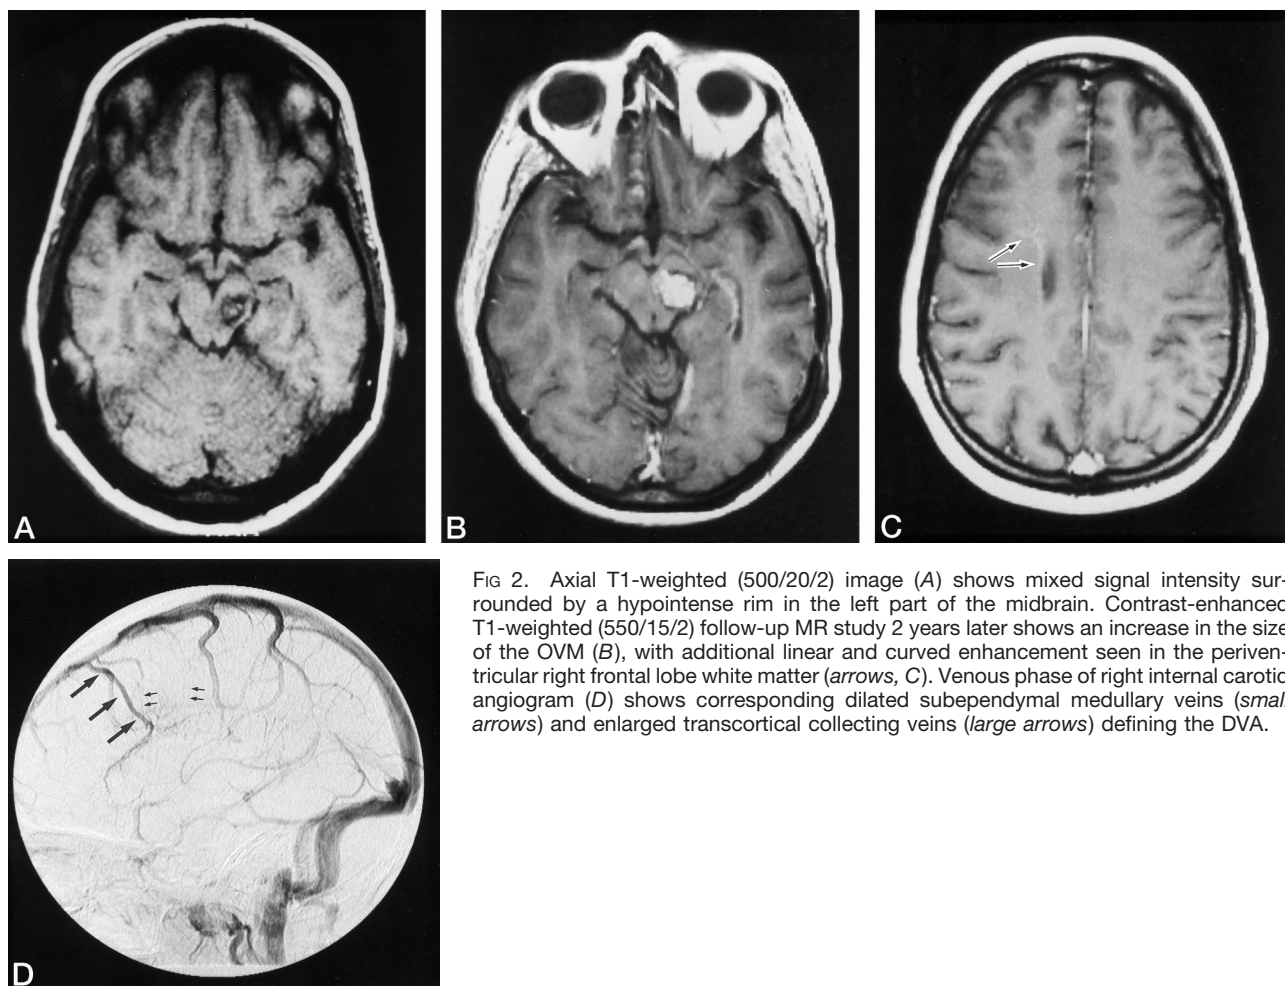 A
B
C
D
FIG 2. Axial T1-weighted (500/20/2) image (A) shows mixed signal intensity sur-
rounded by a hypointense rim in the left part of the midbrain. Contrast-enhanced
T1-weighted (550/15/2) follow-up MR study 2 years later shows an increase in the size
of the OVM (B), with additional linear and curved enhancement seen in the periven-
tricular right frontal lobe white matter (arrows, C). Venous phase of right internal carotid
angiogram (D) shows corresponding dilated subependymal medullary veins (small
arrows) and enlarged transcortical collecting veins (large arrows) defining the DVA.